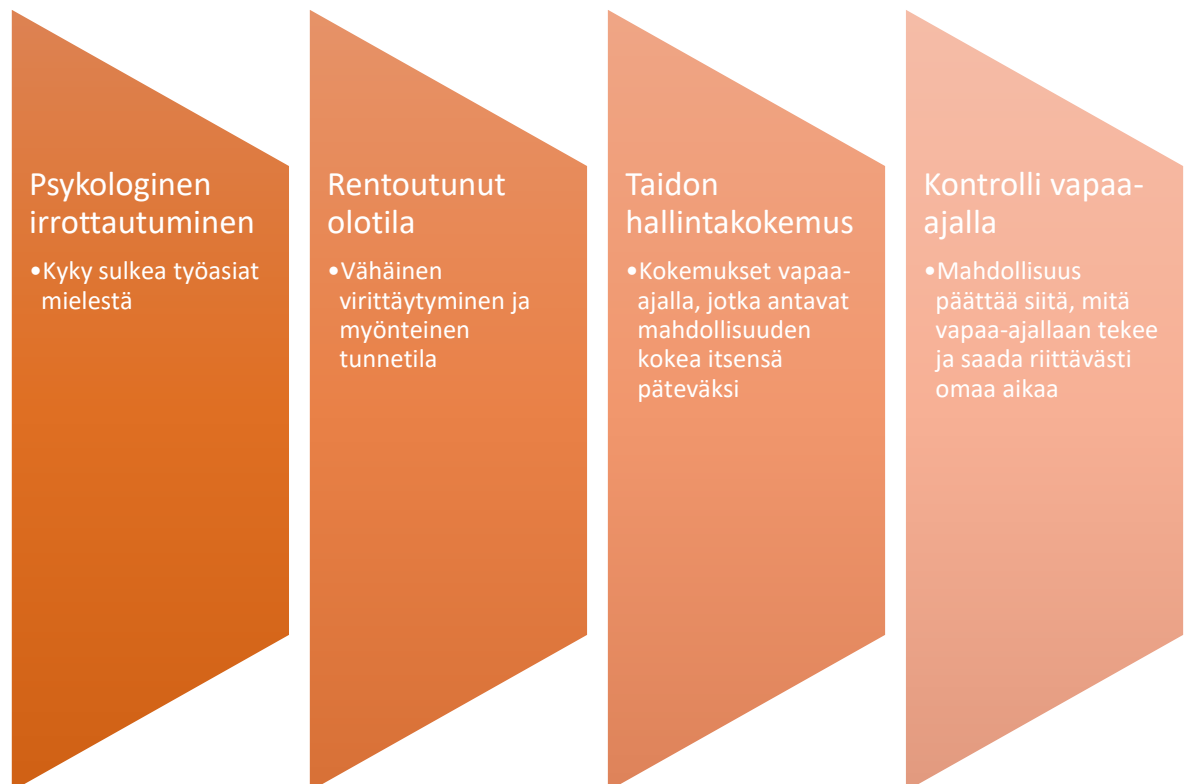 Psykologinen
irrottautuminen
•Kyky sulkea työasiat
mielestä
Rentoutunut
olotila
•Vähäinen
virittäytyminen ja
myönteinen
tunnetila
Taidon
hallintakokemus
•Kokemukset vapaa-
ajalla, jotka antavat
mahdollisuuden
kokea itsensä
päteväksi
Kontrolli vapaa-
ajalla
•Mahdollisuus
päättää siitä, mitä
vapaa-ajallaan tekee
ja saada riittävästi
omaa aikaa